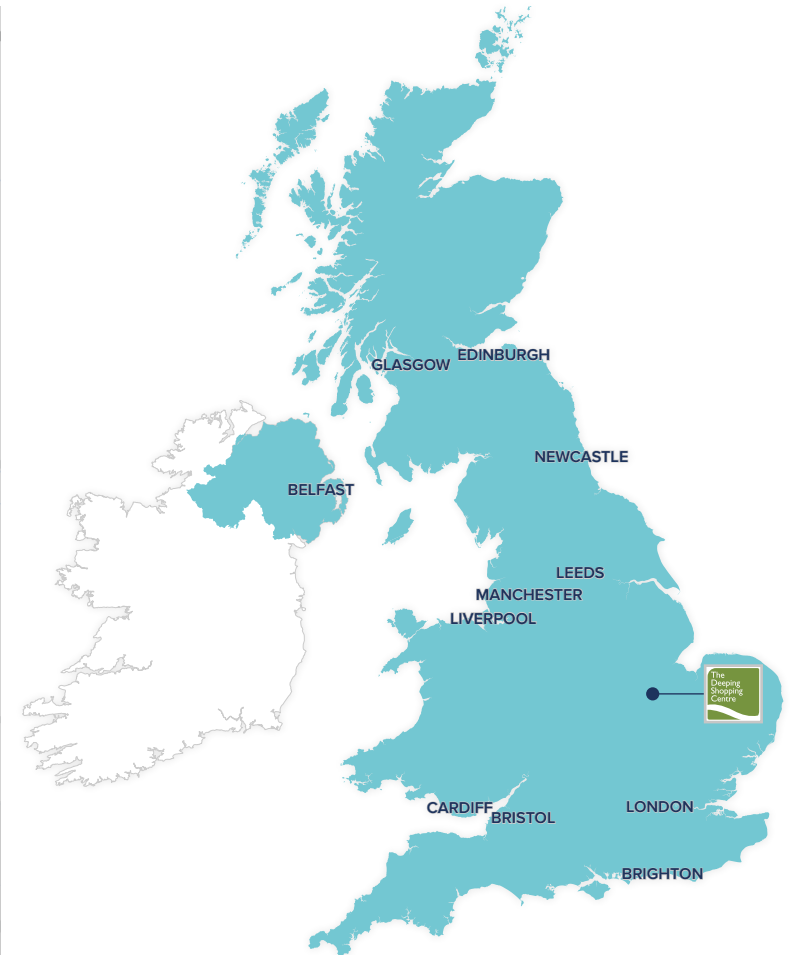 GLASGOW
EDINBURGH
NEWCASTLE
BELFAST
LEEDS
MANCHESTER
LIVERPOOL
The
Deeping
Shopping
Centre
CARDIFF
BRISTOL
LONDON
BRIGHTON